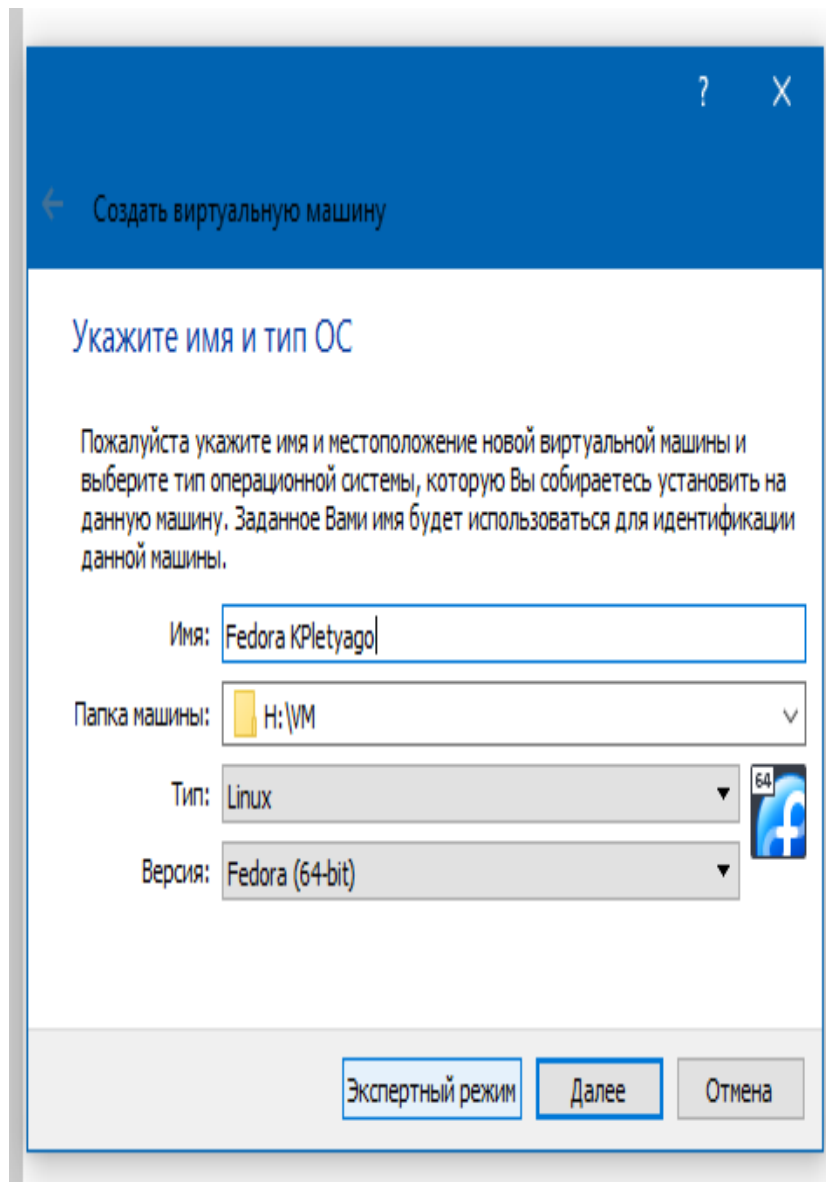 ?
Создать виртуальную машину
Укажите имя и тип ОС
Пожалуйста укажите имя и местоположение новой виртуальной машины и
выберите тип операционной системы, которую Вы собираетесь установить на
данную машину. Заданное Вами имя будет использоваться для идентификации
данной машины.
Имя: Fedora KPletyago
Папка машины: H:\VM
Тип: Linux
64
Версия: Fedora (64-bit)
Экспертный режим Далее Отмена